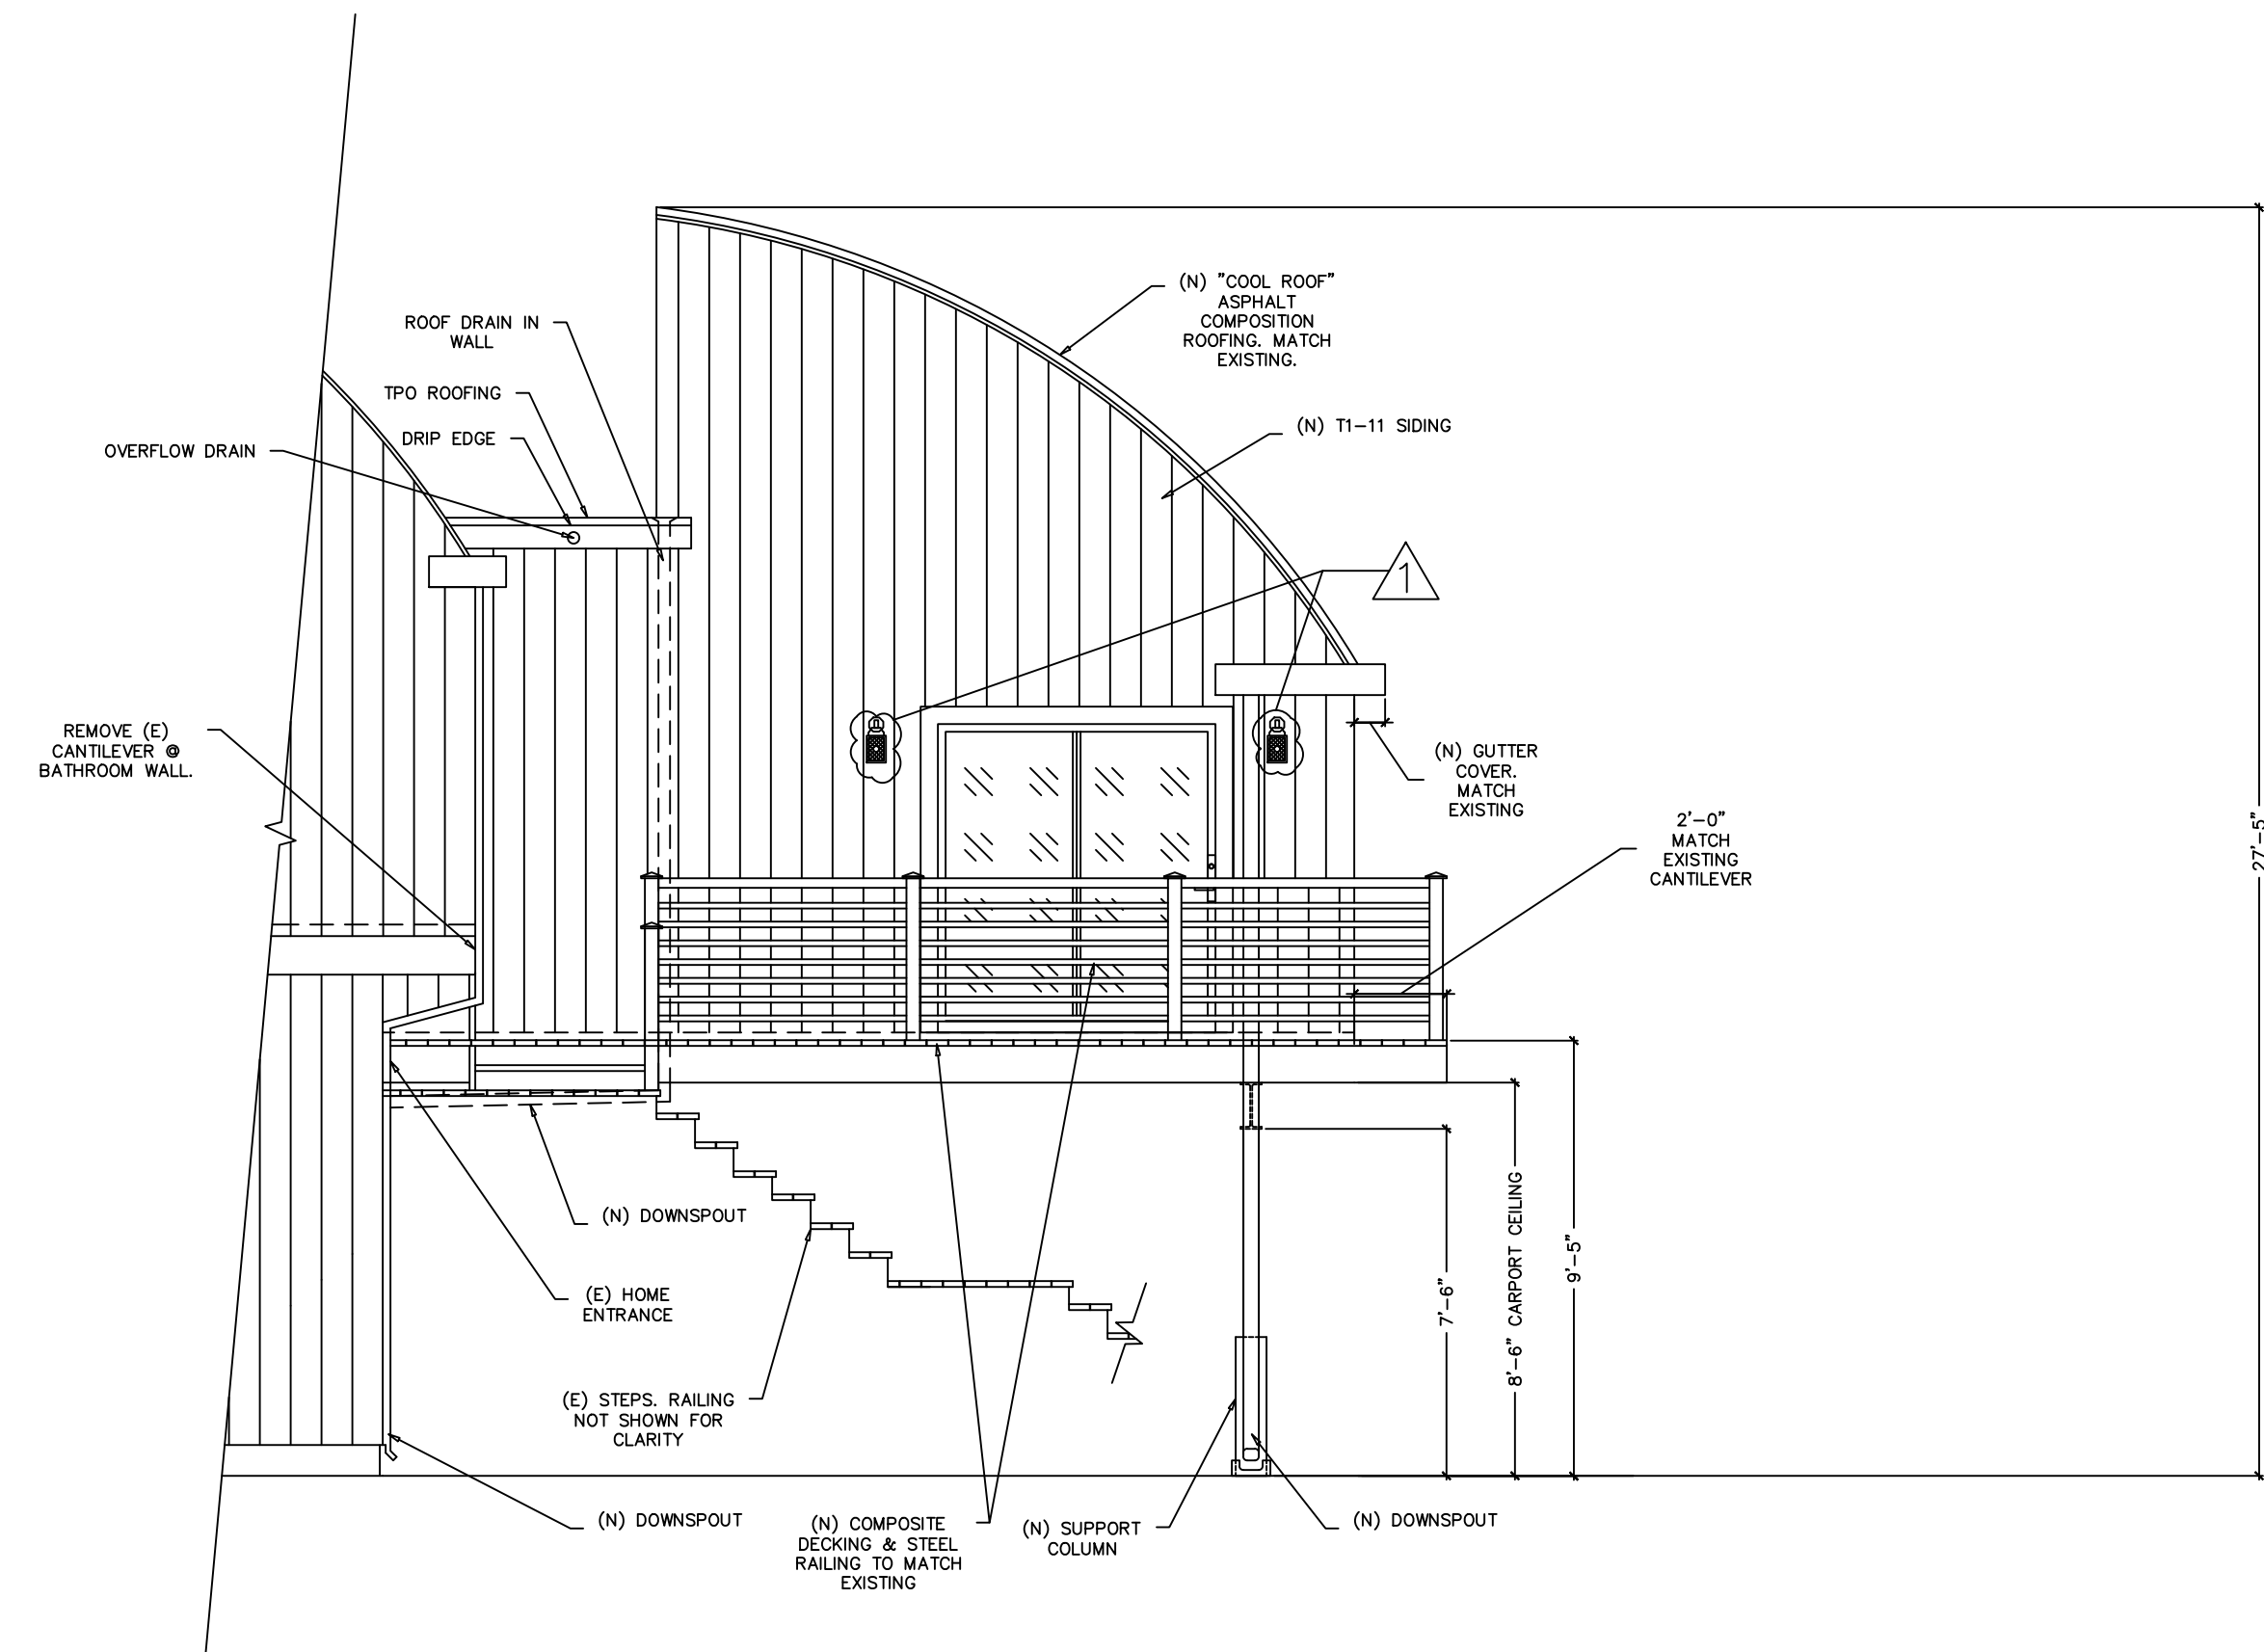 (N) "COOL ROOF"
ASPHALT
COMPOSITION
ROOFING. MATCH
EXISTING.
ROOF DRAIN IN
WALL
TPO ROOFING
DRIP EDGE
OVERFLOW DRAIN
(N) T1-11 SIDING
1
REMOVE (E)
CANTILEVER @
BATHROOM WALL.
(N) GUTTER
COVER.
MATCH
EXISTING
2'-0"
MATCH
EXISTING
CANTILEVER
27'-5"
(N) DOWNSPOUT
(E) HOME
ENTRANCE
7'-6"
8'-6" CARPORT CEILING
9'-5"
(E) STEPS. RAILING
NOT SHOWN FOR
CLARITY
(N) DOWNSPOUT
(N) COMPOSITE
DECKING & STEEL
RAILING TO MATCH
EXISTING
(N) SUPPORT
COLUMN
(N) DOWNSPOUT